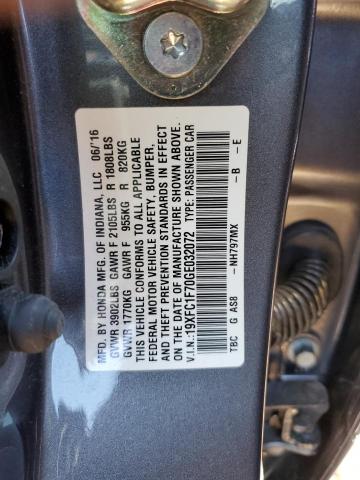 MFD. BY HONDA MFG. OF INDIANA, LLC 06/'16
GVWR 3902LBS GAWR F 2105LBS R 1808LBS
GVWR 1770KG GAWR F 955KG R 820KG
THIS VEHICLE CONFORMS TO ALL APPLICABLE
FEDERAL MOTOR VEHICLE SAFETY, BUMPER,
AND THEFT PREVENTION STANDARDS IN EFFECT
ON THE DATE OF MANUFACTURE SHOWN ABOVE.
V.I.N.: 19XFC1F70GE032072 TYPE: PASSENGER CAR
TBC G AS8 -NH797MX -B -E